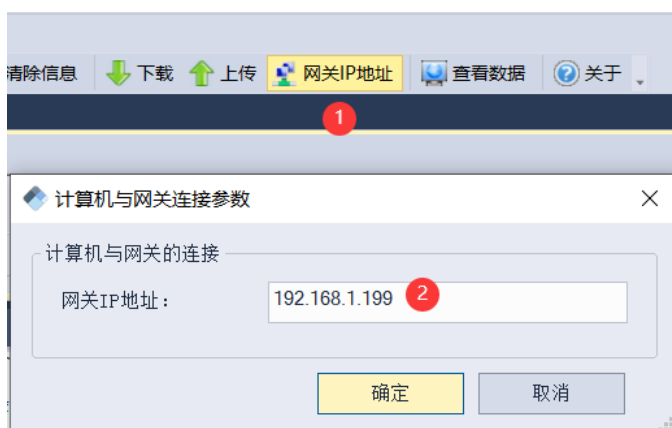 清除信息 下载 上传 网关IP地址 查看数据 关于
1
计算机与网关连接参数
计算机与网关的连接
网关IP地址： 192.168.1.199 2
确定 取消